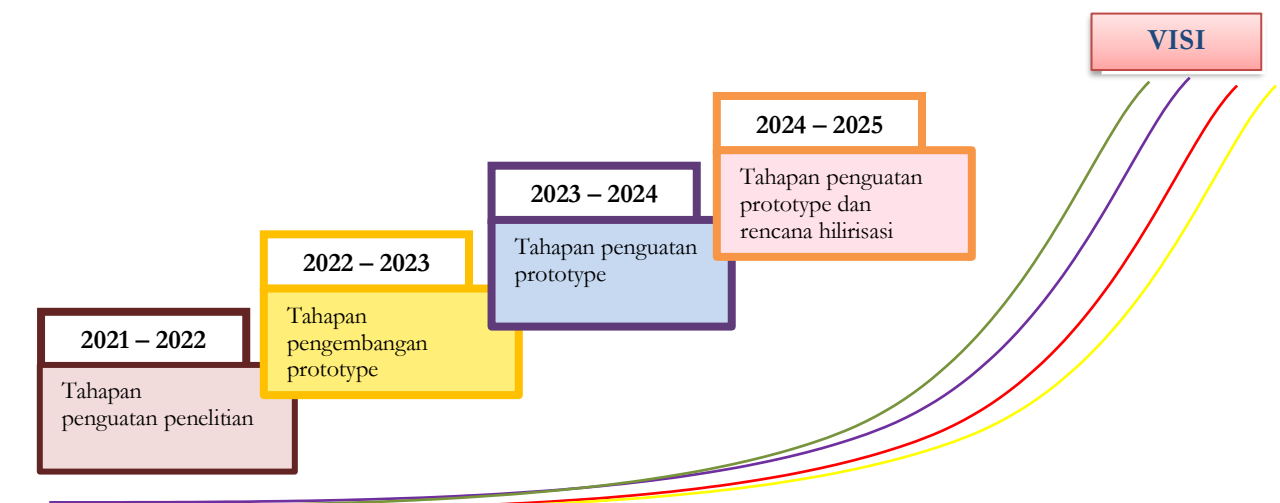 VISI
2024 – 2025
Tahapan penguatan
prototype dan
rencana hilirisasi
2023 – 2024
Tahapan penguatan
prototype
2022 – 2023
Tahapan
pengembangan
prototype
2021 – 2022
Tahapan
penguatan penelitian